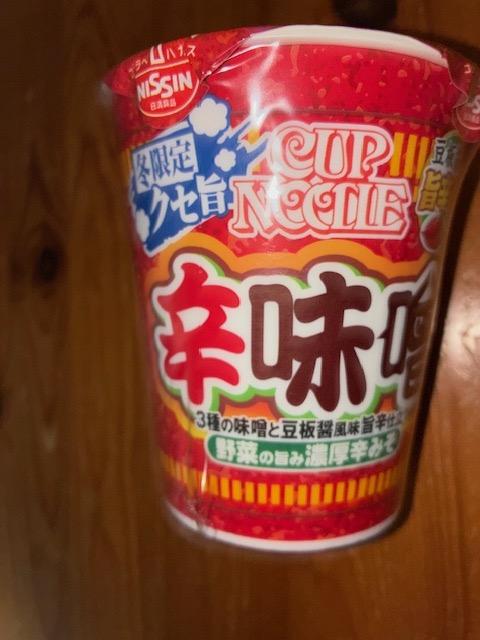 NISSIN
日清食品
冬限定
クセ旨
CUP
NOODLE
辛味噌
3種の味噌と豆板醤風味旨辛仕
野菜の旨み濃厚辛みそ
豆
旨